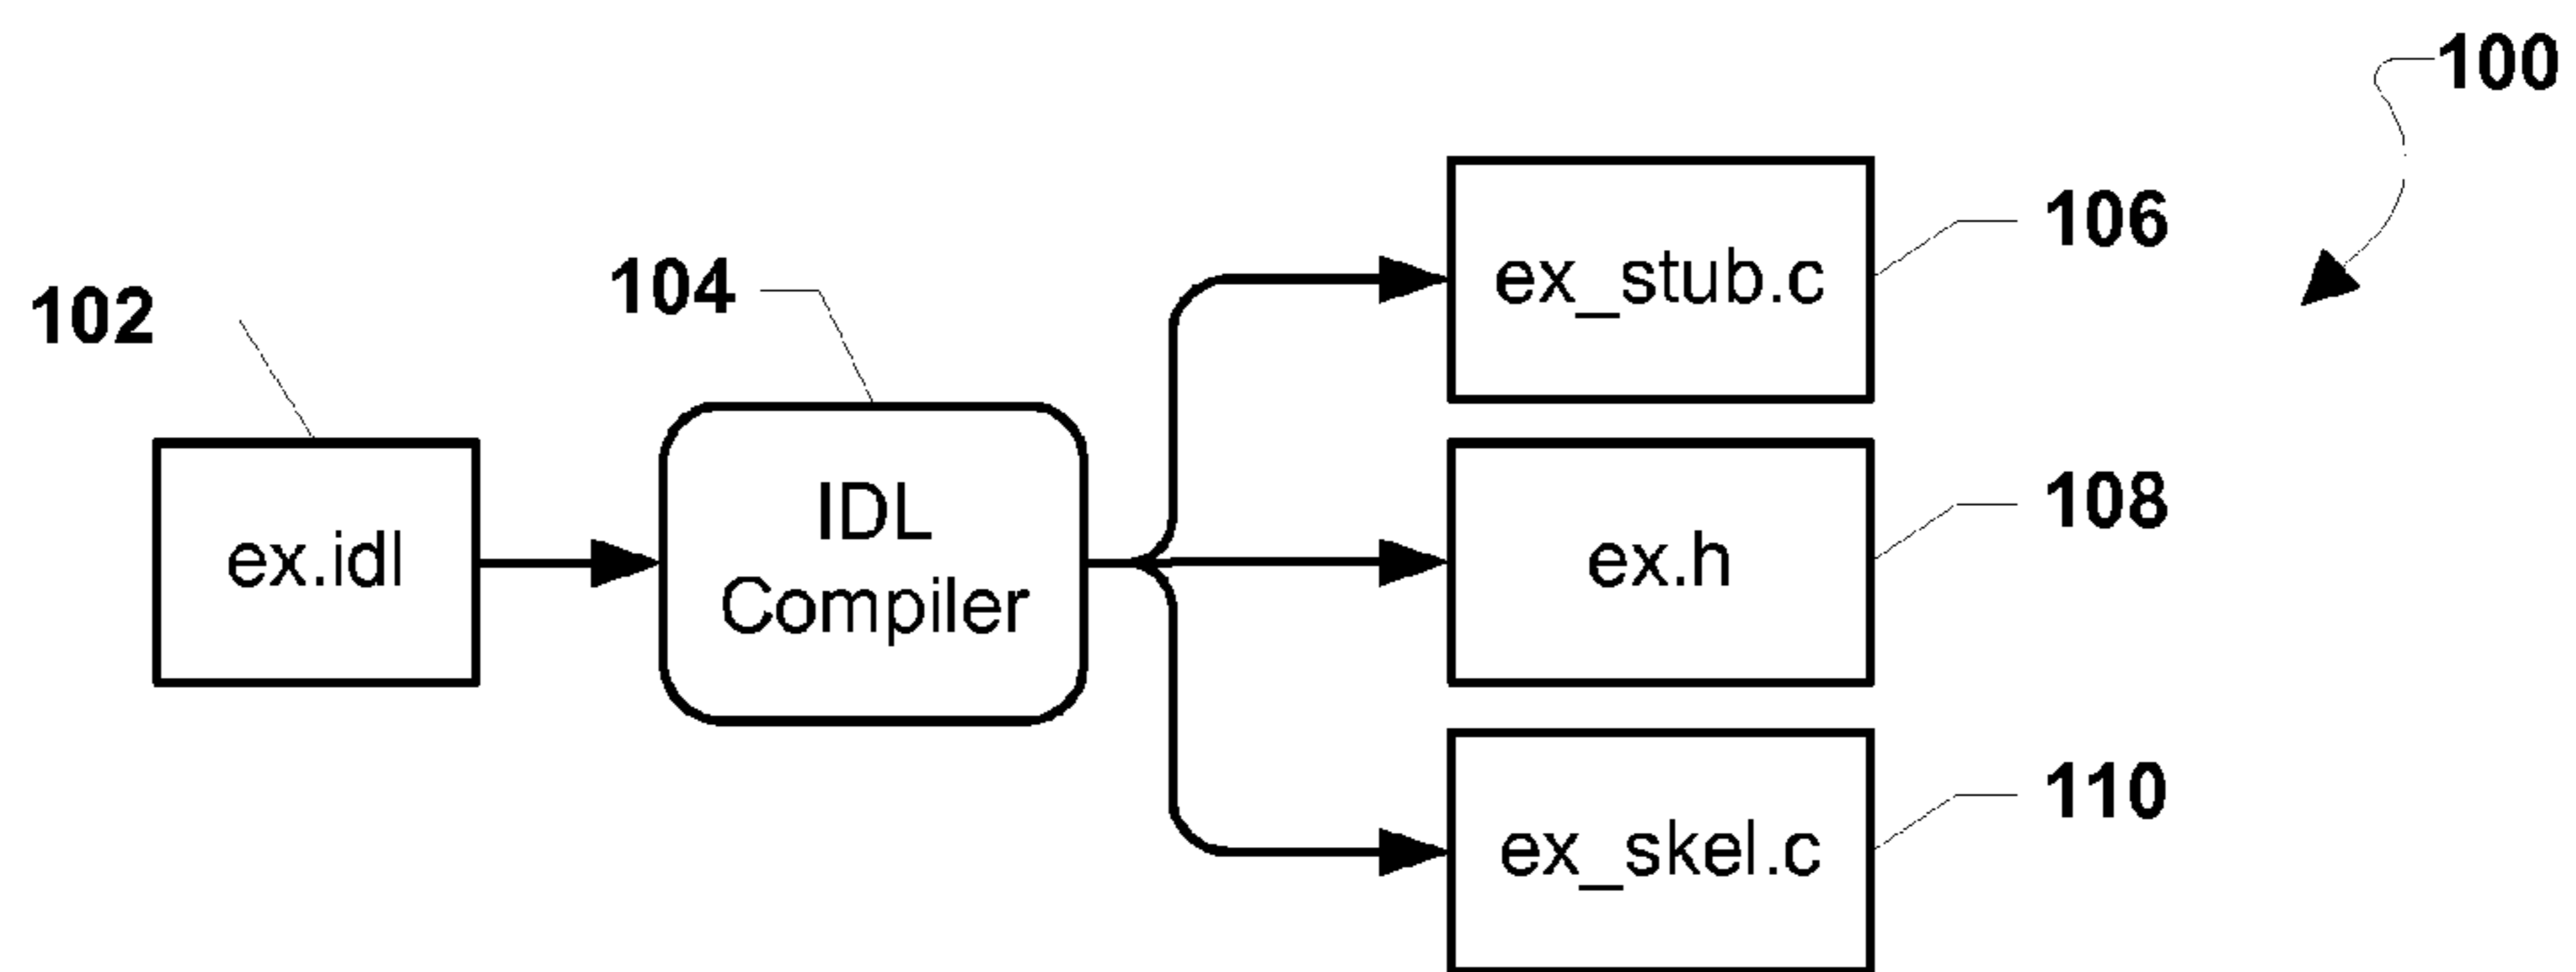 100
106
ex_stub.c
104
102
IDL
Compiler
ex.idl
108
ex.h
110
ex_skel.c